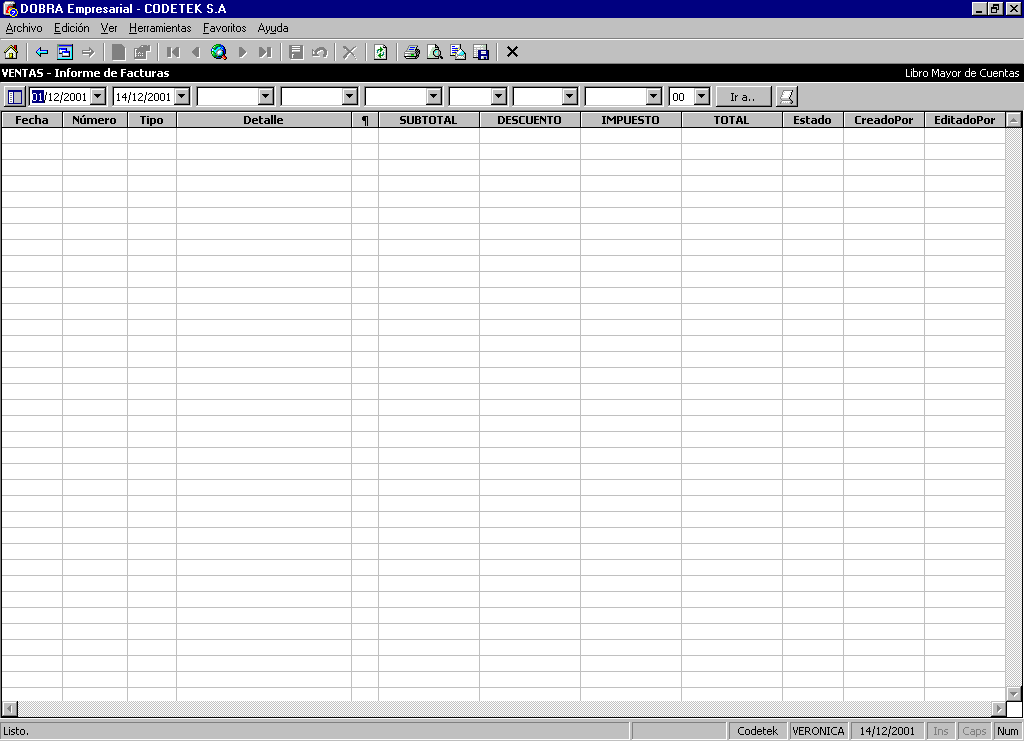 DOBRA Empresarial - CODETEK S.A
Archivo Edición Ver Herramientas Favoritos Ayuda
VENTAS - Informe de Facturas Libro Mayor de Cuentas
01/12/2001 14/12/2001 00 Ir a..
Fecha Número Tipo Detalle ¶ SUBTOTAL DESCUENTO IMPUESTO TOTAL Estado CreadoPor EditadoPor
Listo. Codetek VERONICA 14/12/2001 Ins Caps Num